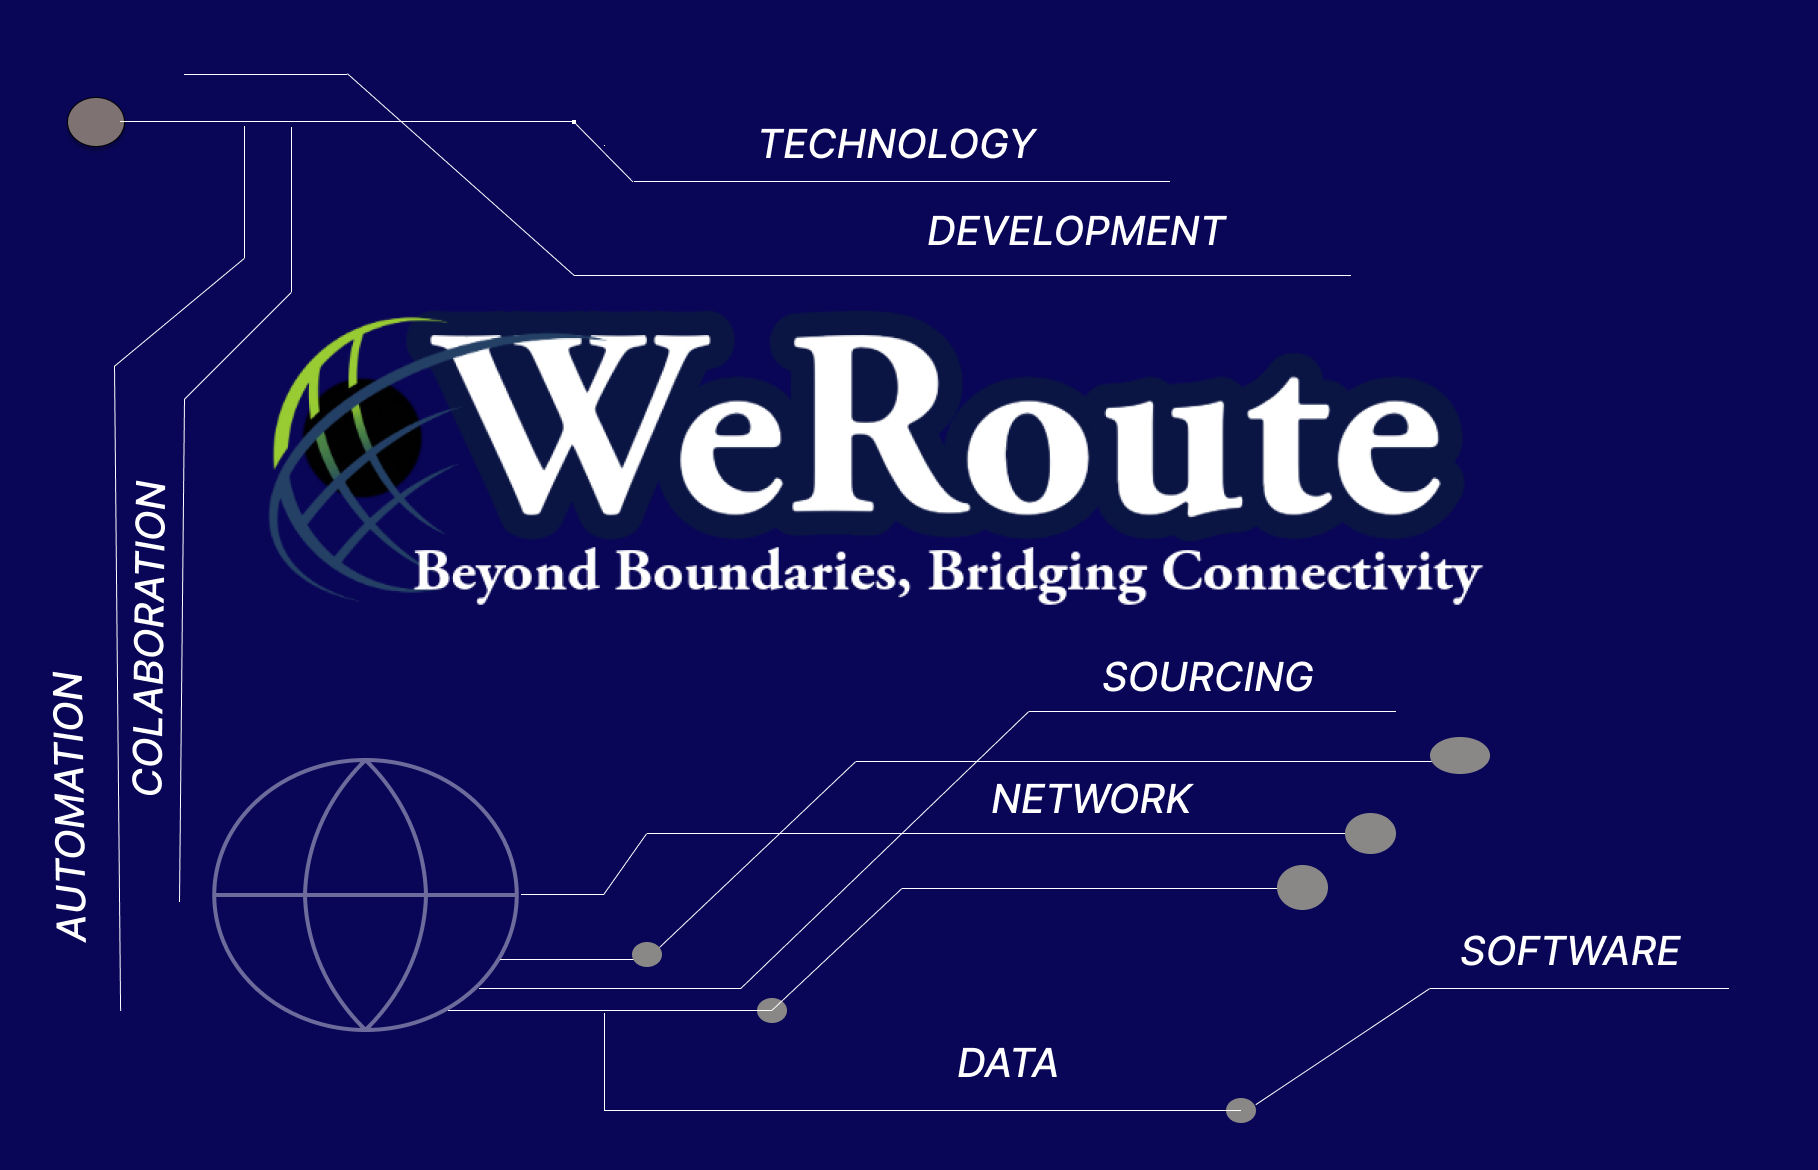 TECHNOLOGY
DEVELOPMENT
WeRoute
Beyond Boundaries, Bridging Connectivity
COLABORATION
AUTOMATION
SOURCING
NETWORK
SOFTWARE
DATA